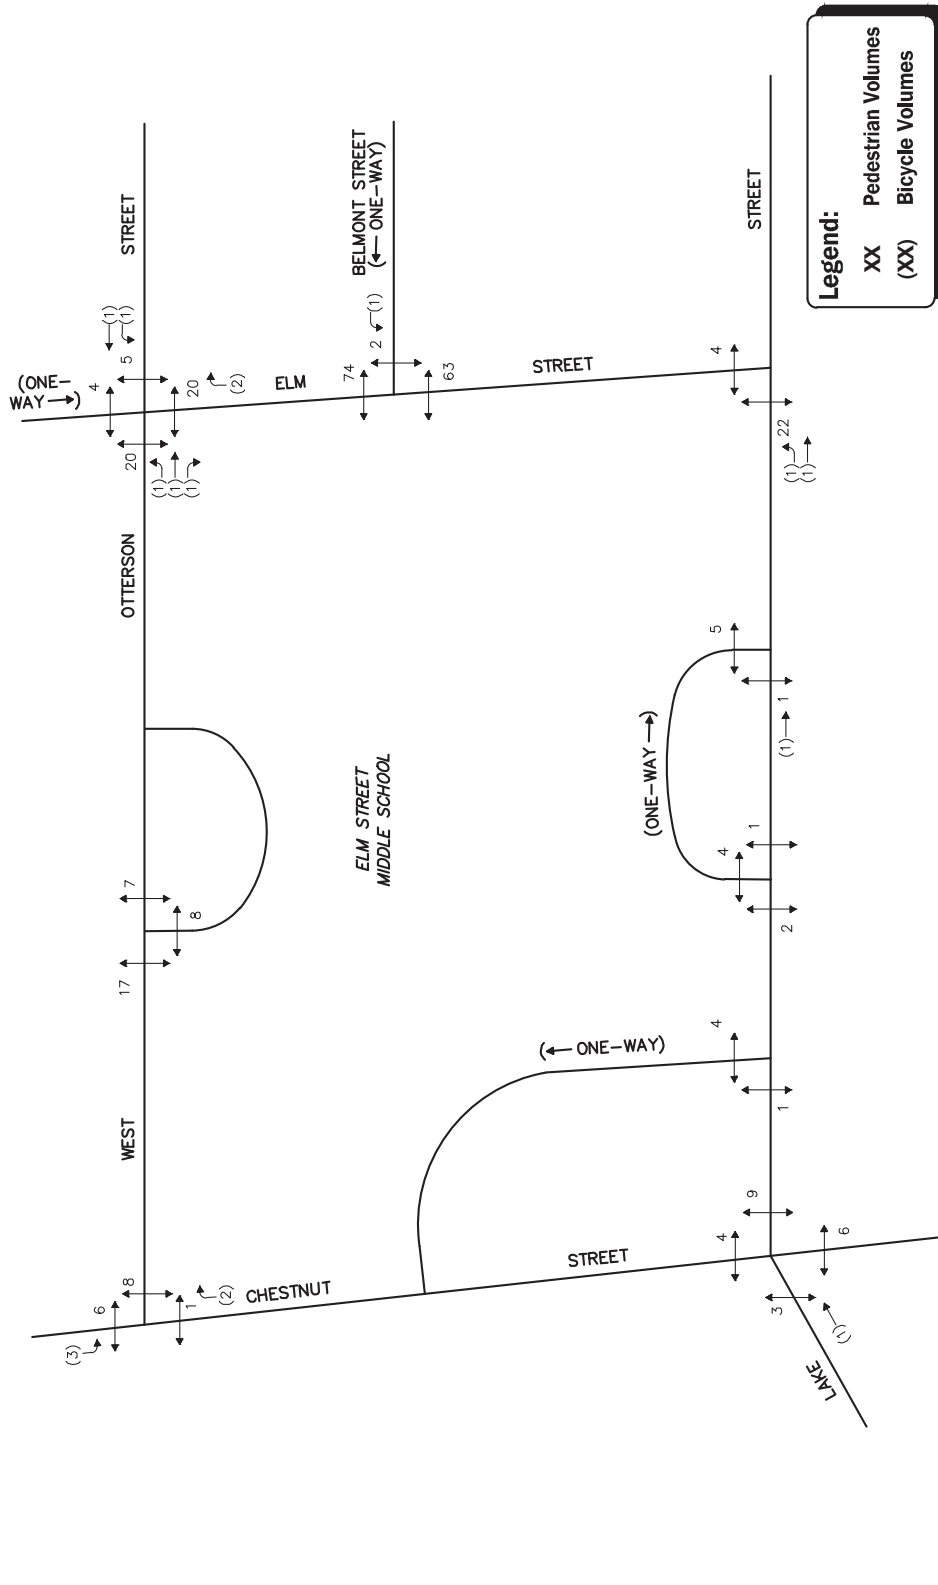 (ONE-
WAY →)
4
5
(1)
(1)
STREET
20
20
(2)
(1)
(1)
(1)
ELM
74
2
(1)
BELMONT STREET
(← ONE-WAY)
63
STREET
4
22
(1)
(1)
STREET
OTTERSON
ELM STREET
MIDDLE SCHOOL
7
8
17
WEST
(ONE-WAY →)
5
1
(1)
1
4
2
(← ONE-WAY)
4
1
9
4
6
3
(1)
LAKE
STREET
CHESTNUT
8
6
(3)
1
(2)
Legend:
XX Pedestrian Volumes
(XX) Bicycle Volumes